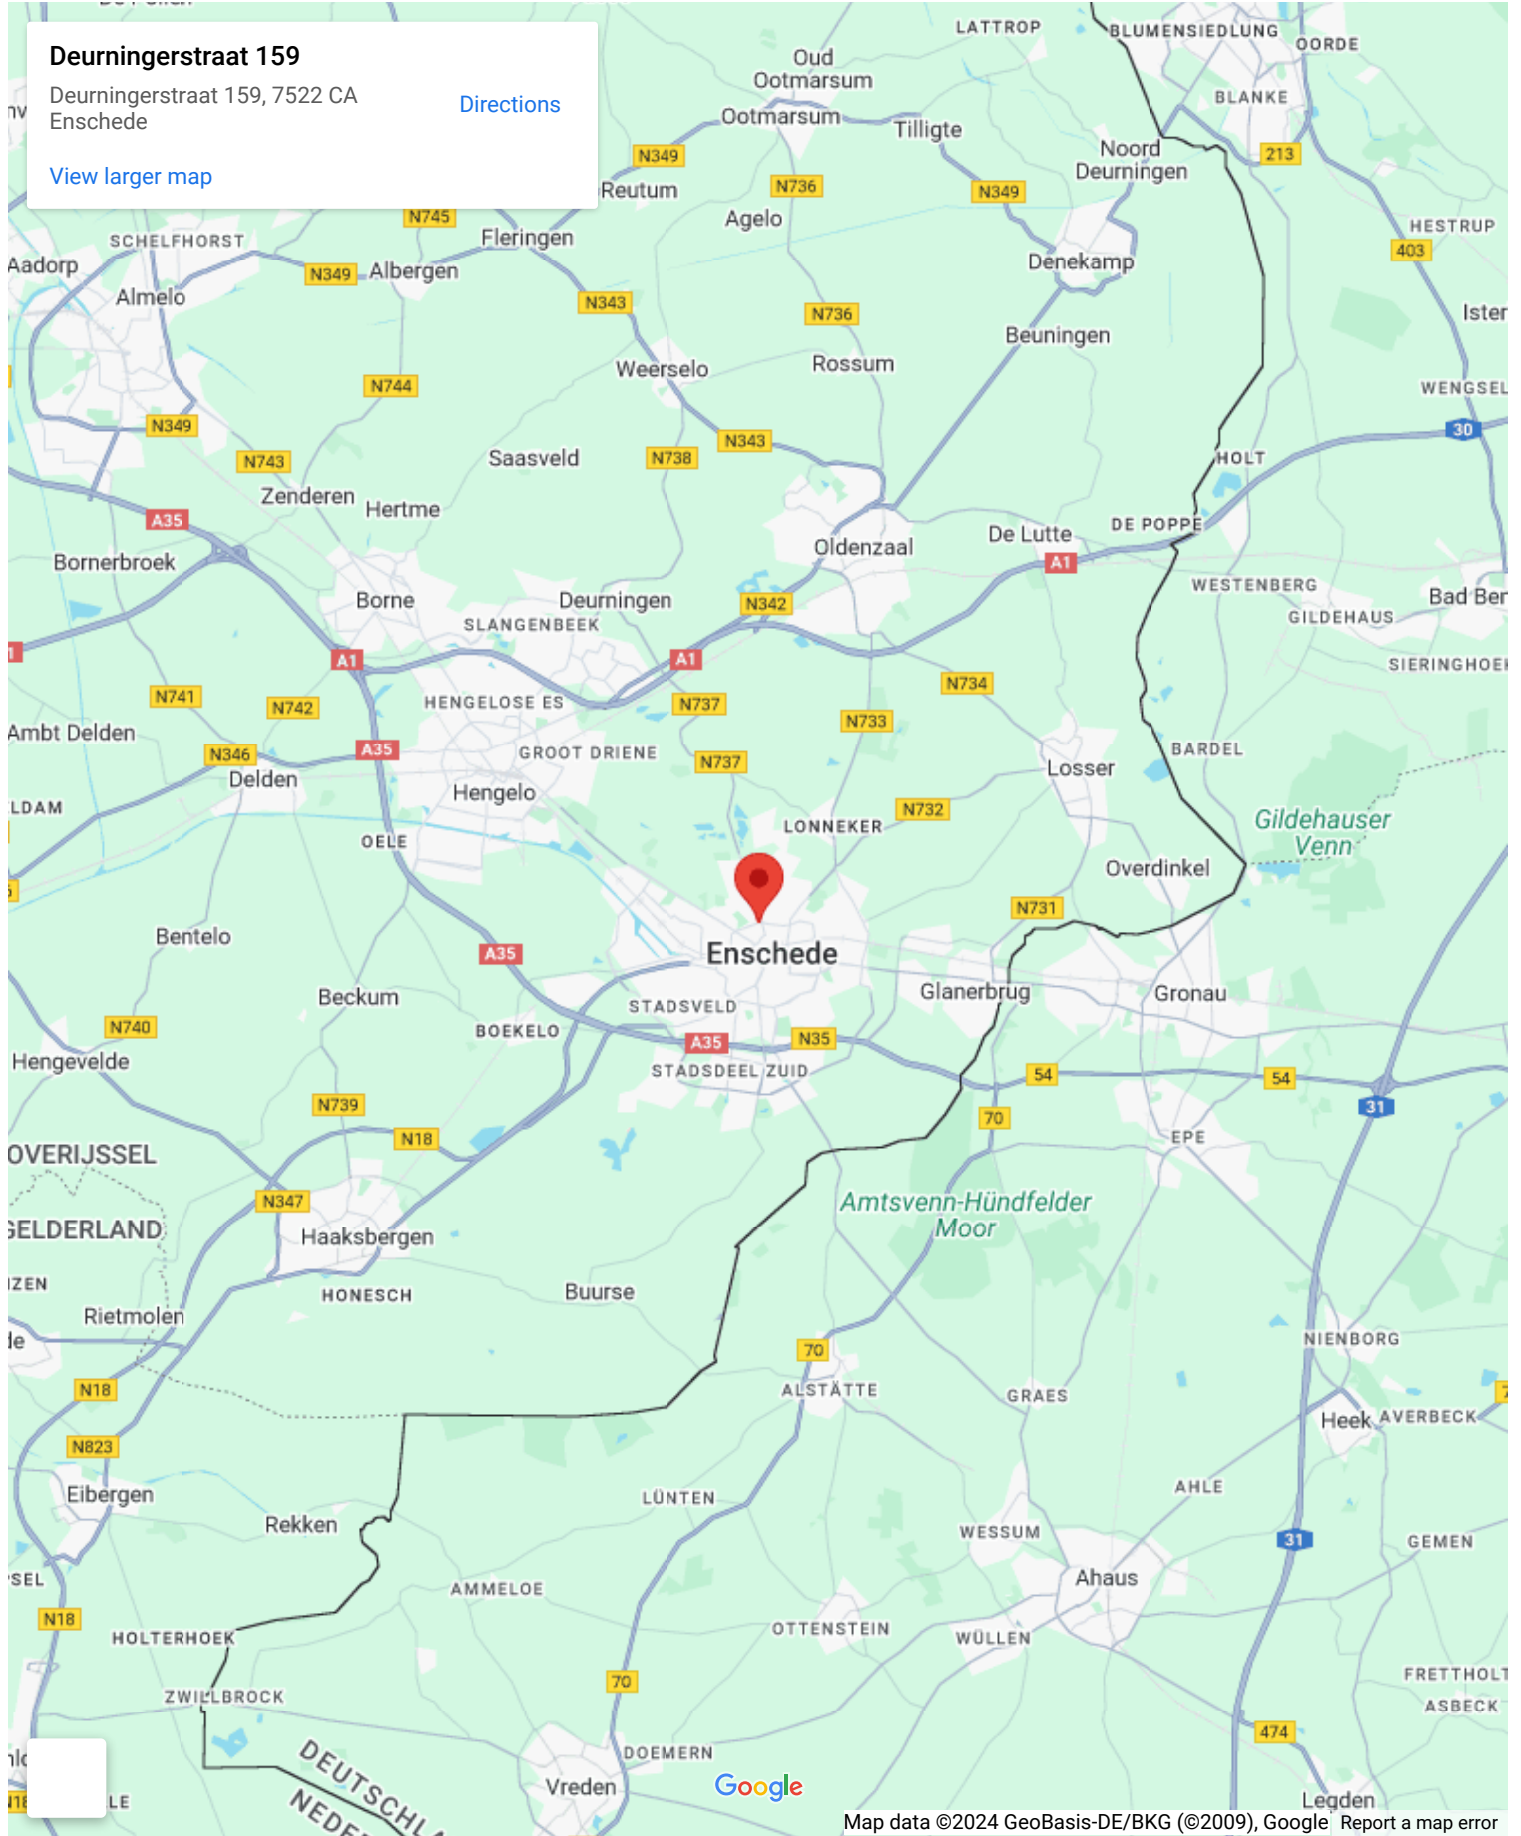 Deurningerstraat 159
Deurningerstraat 159, 7522 CA
Enschede
Directions
View larger map
LATTROP
BLUMENSIEDLUNG
OORDE
Oud
Ootmarsum
BLANKE
Ootmarsum
Tilligte
Noord
Deurningen
N349
213
Reutum
N736
N349
N745
Agelo
HESTRUP
SCHELFHORST
Fleringen
403
Aadorp
N349
Albergen
Denekamp
Almelo
N343
N736
Beuningen
Weerselo
Rossum
N744
WENGSEL
N349
30
N343
N743
Saasveld
N738
HOLT
Zenderen
Hertme
A35
DE POPPE
De Lutte
Oldenzaal
Bornerbroek
A1
WESTENBERG
Borne
Deurningen
N342
Bad Ber
GILDEHAUS
SLANGENBEEK
A1
A1
SIERINGHOEK
N741
N742
HENGELOSE ES
N737
N734
N733
Ambt Delden
N346
A35
GROOT DRIENE
BARDEL
N737
Losser
Delden
Hengelo
LDAM
N732
LONNEKER
Gildehauser
Venn
OELE
Overdinkel
N731
Bentelo
A35
Enschede
Beckum
STADSVELD
Glanerbrug
Gronau
N740
BOEKELO
A35
N35
Hengevelde
STADSDEEL ZUID
54
54
N739
70
31
N18
EPE
OVERIJSSEL
N347
Amtsvenn-Hündfelder
Moor
GELDERLAND
Haaksbergen
IZEN
HONESCH
Buurse
Rietmolen
de
70
NIENBORG
N18
ALSTÄTTE
GRAES
Heek
AVERBECK
N823
Eibergen
LÜNTEN
AHLE
Rekken
WESSUM
31
GEMEN
PSEL
AMMELOE
Ahaus
N18
HOLTERHOEK
OTTENSTEIN
WÜLLEN
70
FRETTHOLT
ZWILLBROCK
ASBECK
474
DOEMERN
DEUTSCHLA
Vreden
Google
NEDE
Legden
LE
Map data ©2024 GeoBasis-DE/BKG (©2009), Google
Report a map error